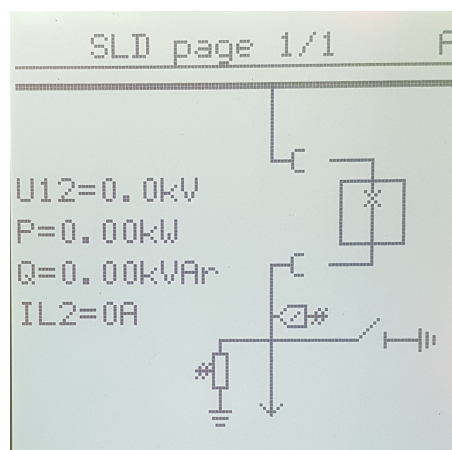 SLD page 1/1
U12=0.0kV
P=0.00kW
Q=0.00kVAr
IL2=0A